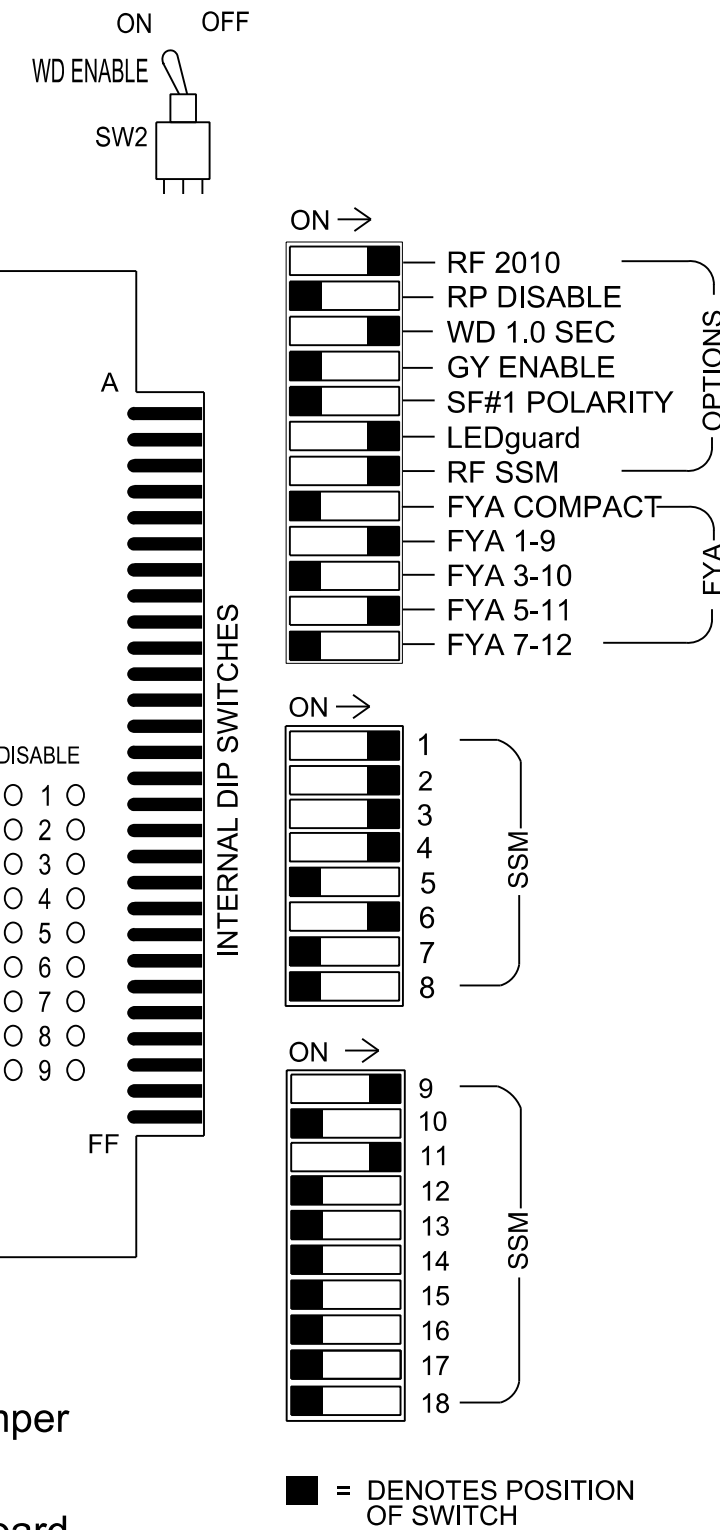 ON OFF
WD ENABLE
SW2
ON →
RF 2010
RP DISABLE
WD 1.0 SEC
GY ENABLE
SF#1 POLARITY
LEDguard
RF SSM
OPTIONS
FYA COMPACT
FYA 1-9
FYA 3-10
FYA 5-11
FYA 7-12
FYA
A
FF
INTERNAL DIP SWITCHES
DISABLE
1
2
3
4
5
6
7
8
9
ON →
1
2
3
4
5
6
7
8
SSM
ON →
9
10
11
12
13
14
15
16
17
18
SSM
= DENOTES POSITION
OF SWITCH